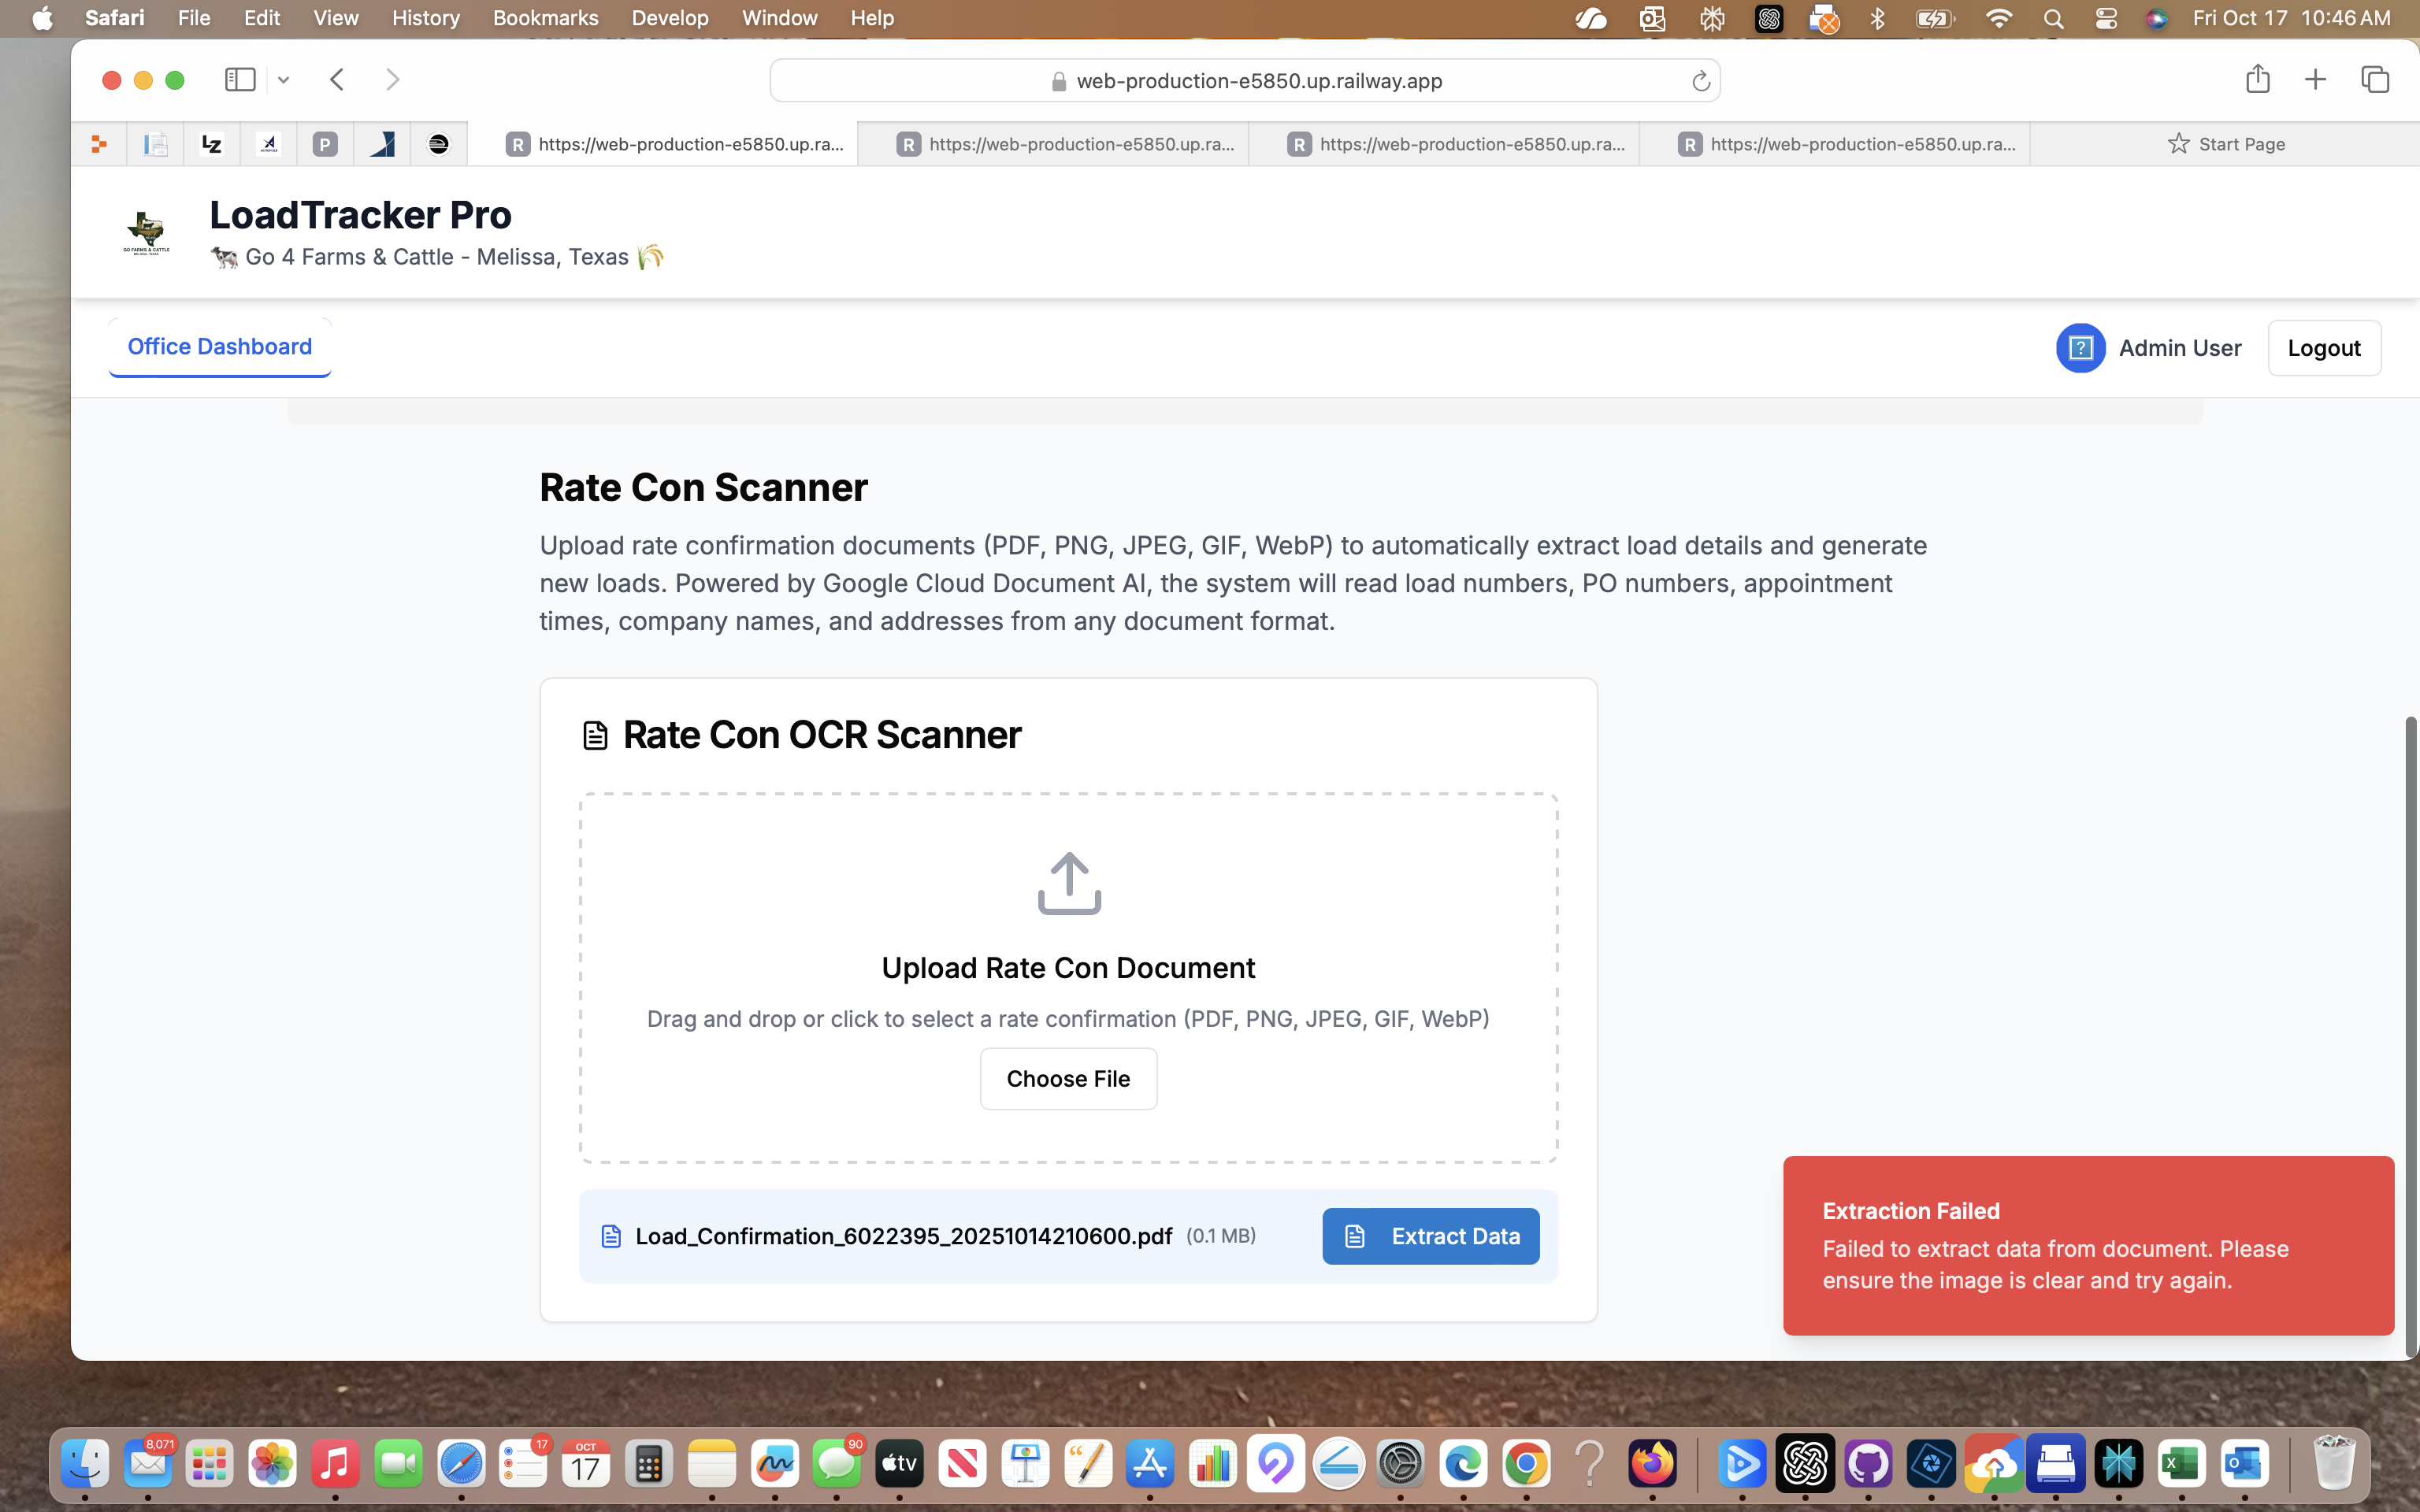 Safari File Edit View History Bookmarks Develop Window Help Fri Oct 17 10:46 AM
web-production-e5850.up.railway.app
LZ
P
R https://web-production-e5850.up.ra...
R https://web-production-e5850.up.ra...
R https://web-production-e5850.up.ra...
R https://web-production-e5850.up.ra...
Start Page
LoadTracker Pro
GO FARMS & CATTLE
MELISSA, TEXAS
Go 4 Farms & Cattle - Melissa, Texas
Office Dashboard
?
Admin User
Logout
Rate Con Scanner
Upload rate confirmation documents (PDF, PNG, JPEG, GIF, WebP) to automatically extract load details and generate
new loads. Powered by Google Cloud Document AI, the system will read load numbers, PO numbers, appointment
times, company names, and addresses from any document format.
Rate Con OCR Scanner
Upload Rate Con Document
Drag and drop or click to select a rate confirmation (PDF, PNG, JPEG, GIF, WebP)
Choose File
Load_Confirmation_6022395_20251014210600.pdf (0.1 MB)
Extract Data
Extraction Failed
Failed to extract data from document. Please
ensure the image is clear and try again.
8,071
17
OCT
17
90
tv